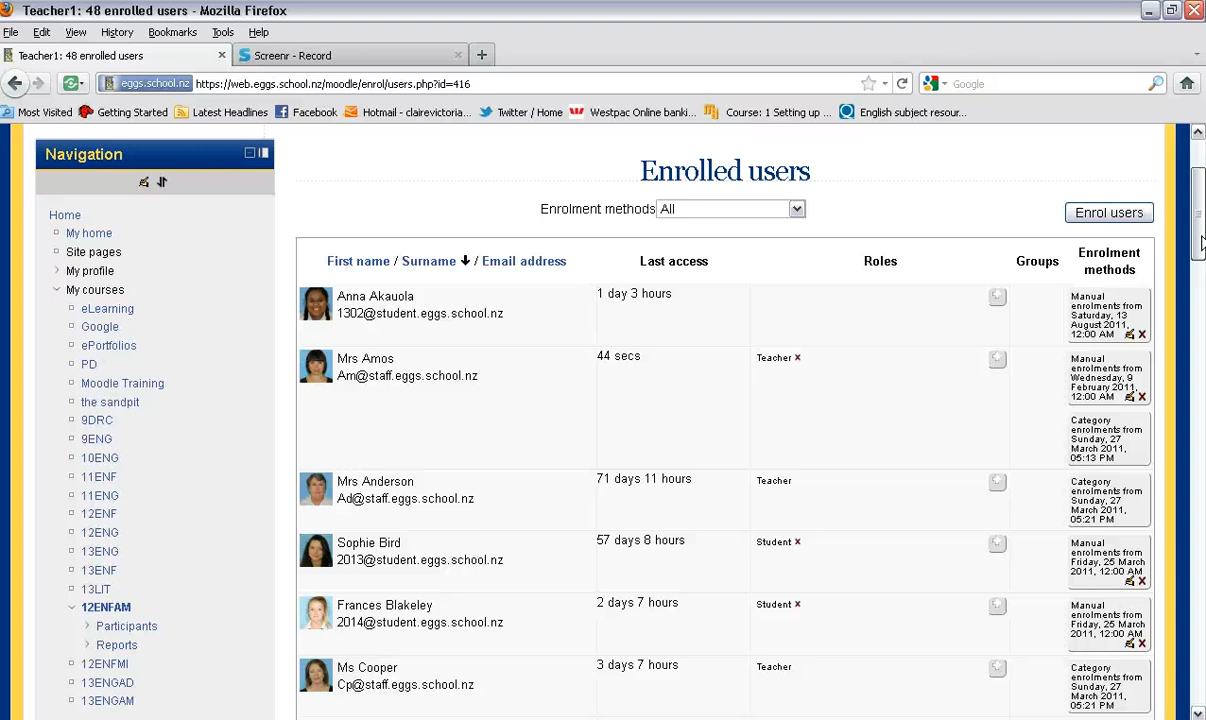 Teacher1: 48 enrolled users - Mozilla Firefox
File Edit View History Bookmarks Tools Help
Teacher1: 48 enrolled users × Screenr - Record × +
eggs.school.nz https://web.eggs.school.nz/moodle/enrol/users.php?id=416 Google
Most Visited Getting Started Latest Headlines Facebook Hotmail - clairevictoria... Twitter / Home Westpac Online banki... Course: 1 Setting up ... English subject resour...
Navigation
Home
My home
Site pages
My profile
My courses
eLearning
Google
ePortfolios
PD
Moodle Training
the sandpit
9DRC
9ENG
10ENG
11ENF
11ENG
12ENF
12ENG
13ENG
13ENF
13LIT
12ENFAM
Participants
Reports
12ENFMI
13ENGAD
13ENGAM
Enrolled users
Enrolment methods All
Enrol users
First name / Surname / Email address Last access Roles Groups Enrolment methods
Anna Akauola
1302@student.eggs.school.nz
1 day 3 hours
Manual
enrolments from
Saturday, 13
August 2011,
12:00 AM
Mrs Amos
Am@staff.eggs.school.nz
44 secs
Teacher x
Manual
enrolments from
Wednesday, 9
February 2011,
12:00 AM
Category
enrolments from
Sunday, 27
March 2011,
05:13 PM
Mrs Anderson
Ad@staff.eggs.school.nz
71 days 11 hours
Teacher
Category
enrolments from
Sunday, 27
March 2011,
05:21 PM
Sophie Bird
2013@student.eggs.school.nz
57 days 8 hours
Student x
Manual
enrolments from
Friday, 25 March
2011, 12:00 AM
Frances Blakeley
2014@student.eggs.school.nz
2 days 7 hours
Student x
Manual
enrolments from
Friday, 25 March
2011, 12:00 AM
Ms Cooper
Cp@staff.eggs.school.nz
3 days 7 hours
Teacher
Category
enrolments from
Sunday, 27
March 2011,
05:21 PM